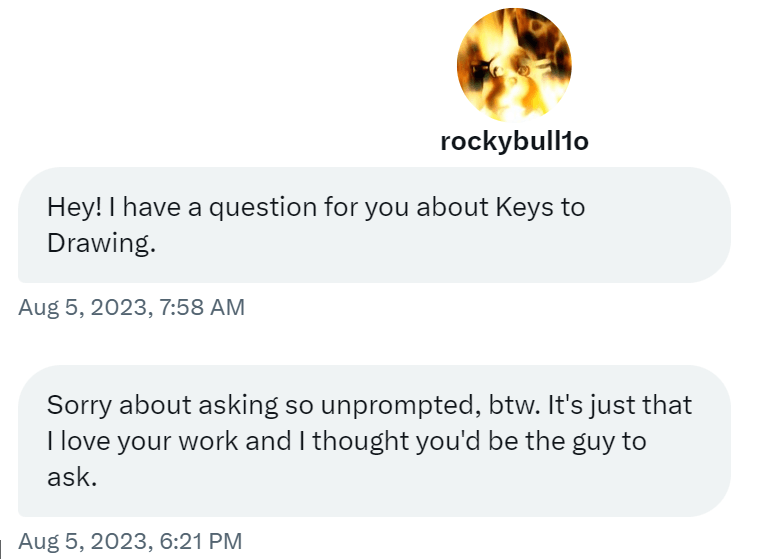 rockybull1o
Hey! I have a question for you about Keys to
Drawing.
Aug 5, 2023, 7:58 AM
Sorry about asking so unprompted, btw. It's just that
I love your work and I thought you'd be the guy to
ask.
Aug 5, 2023, 6:21 PM